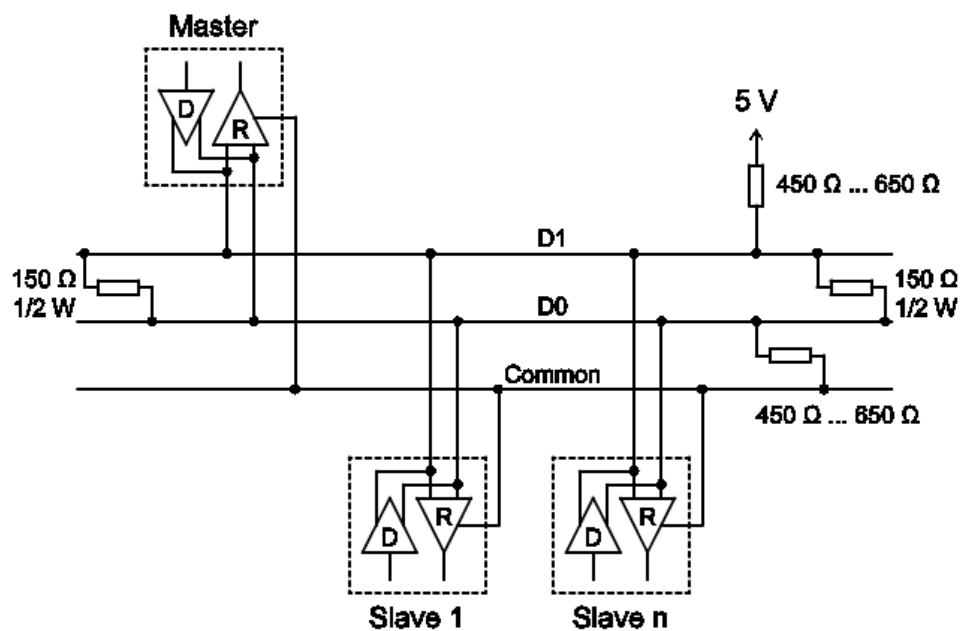 Master
D
R
5 V
450 Ω ... 650 Ω
D1
150 Ω
1/2 W
150 Ω
1/2 W
D0
Common
450 Ω ... 650 Ω
D
R
D
R
Slave 1
Slave n